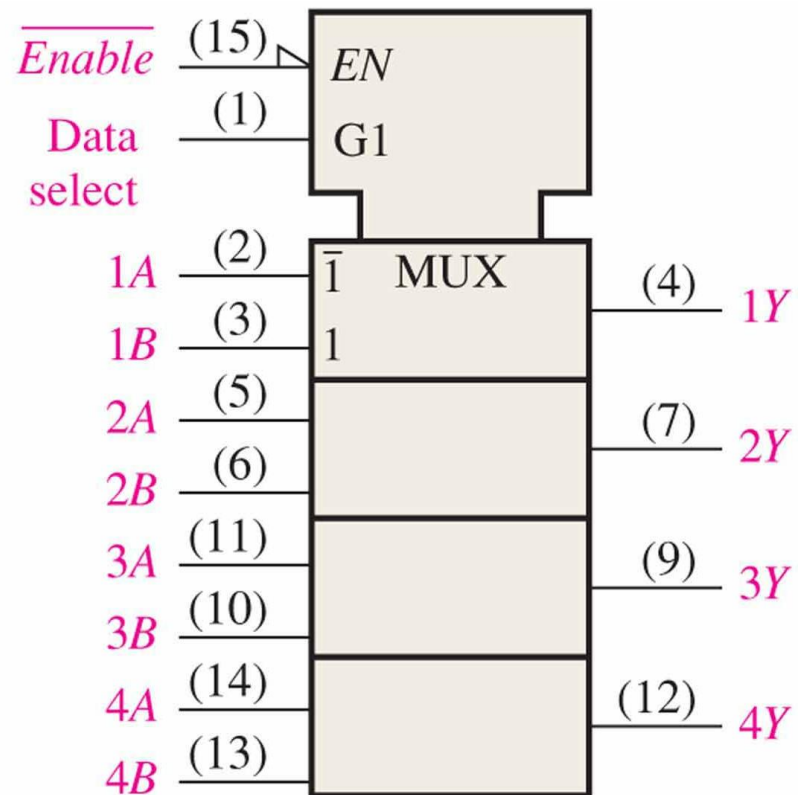 Enable (15) EN
Data select (1) G1
MUX
1A (2) 1̅
1B (3) 1
(4) 1Y
2A (5)
2B (6)
(7) 2Y
3A (11)
3B (10)
(9) 3Y
4A (14)
4B (13)
(12) 4Y